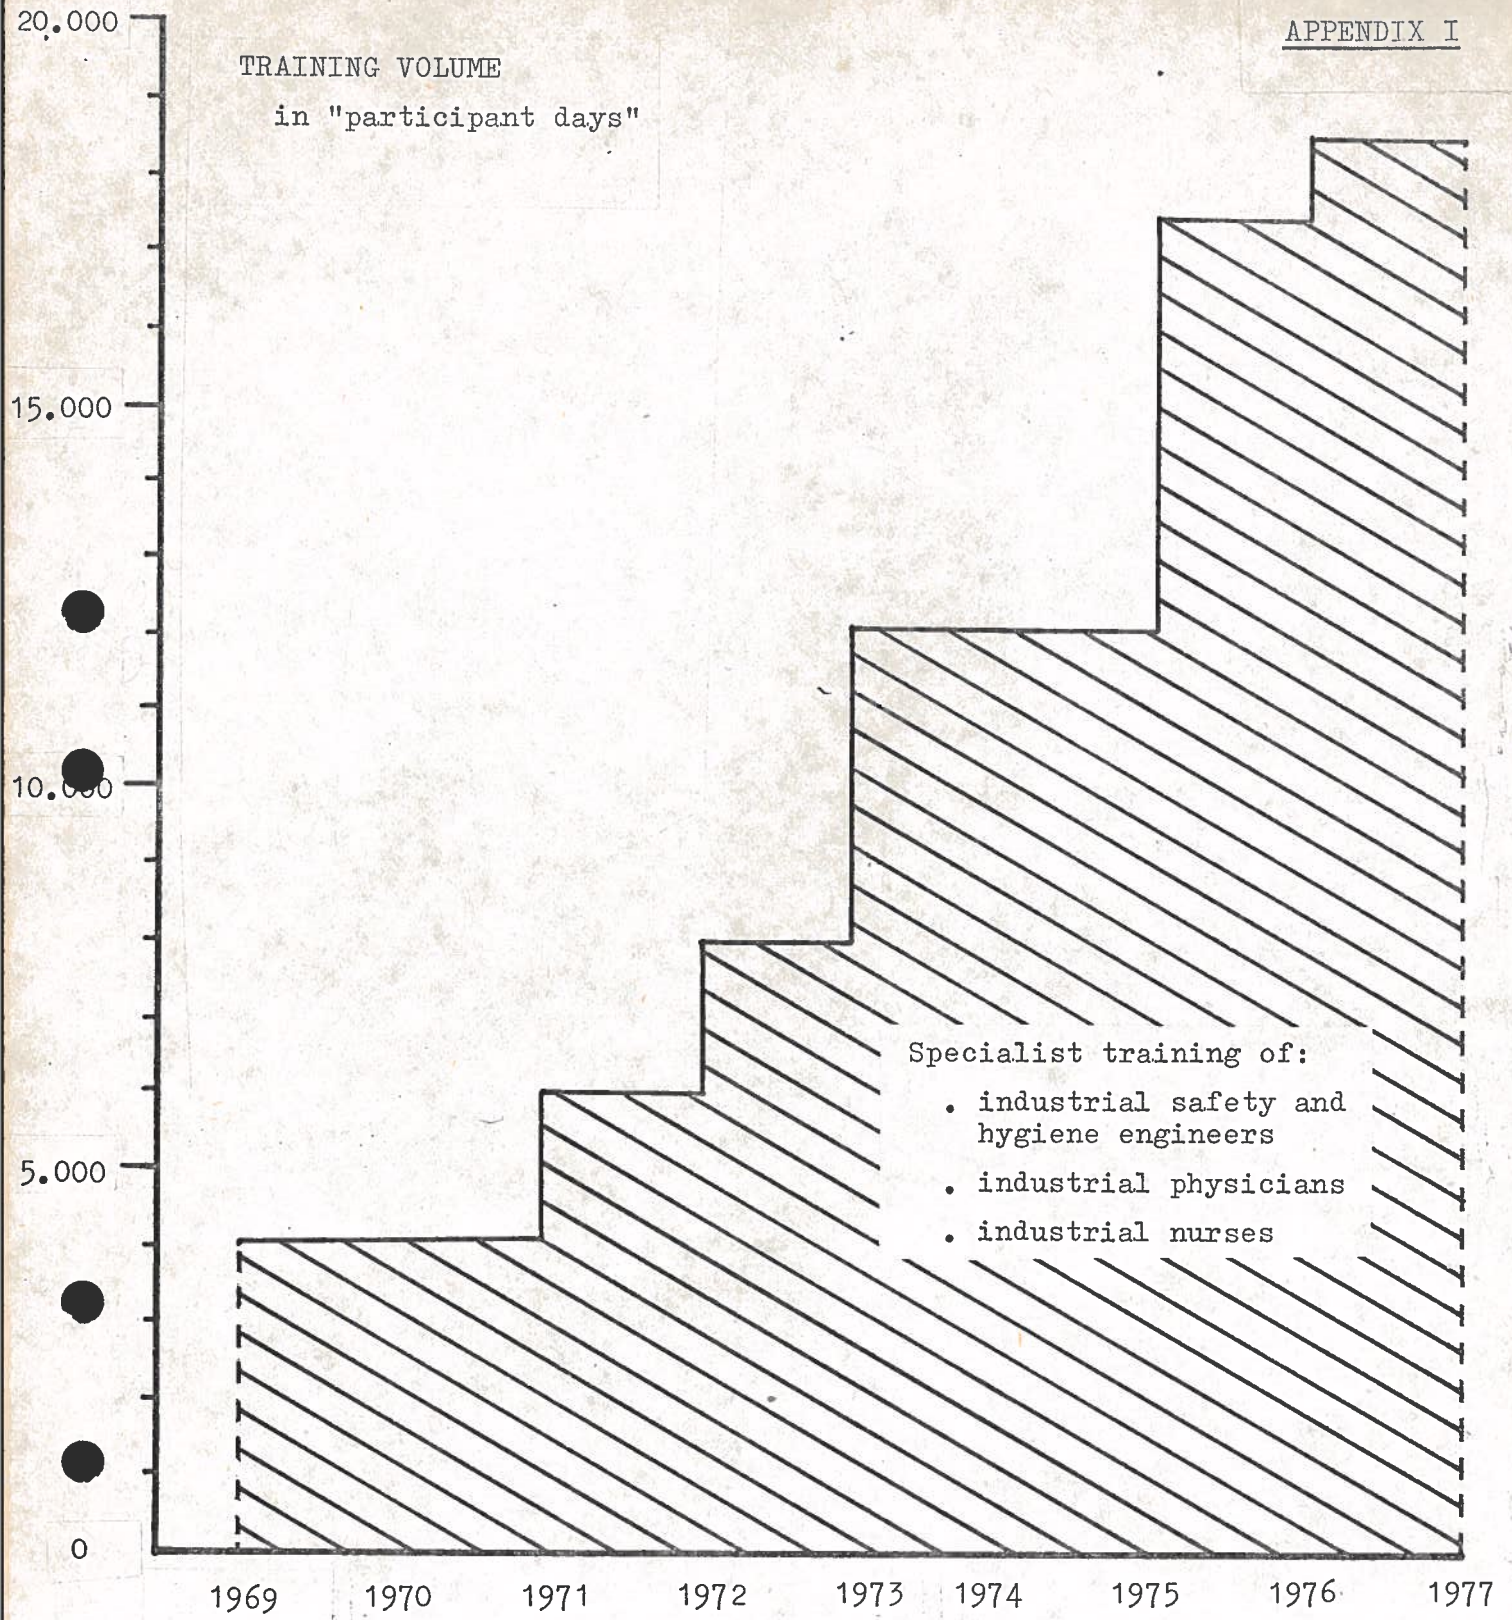 APPENDIX I
TRAINING VOLUME
in "participant days"
20.000
15.000
10.000
5.000
0
Specialist training of:
. industrial safety and
hygiene engineers
. industrial physicians
. industrial nurses
1969 1970 1971 1972 1973 1974 1975 1976 1977